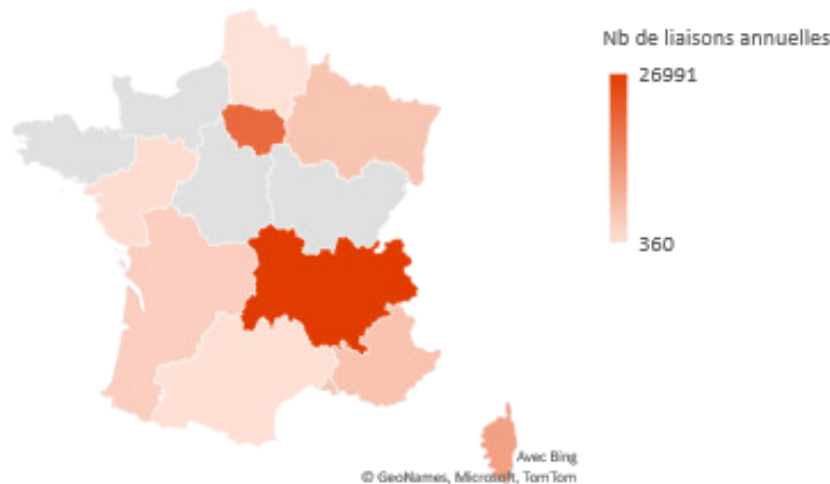 Nb de liaisons annuelles
26991
360
Avec Bing
© GeoNames, Microsoft, TomTom